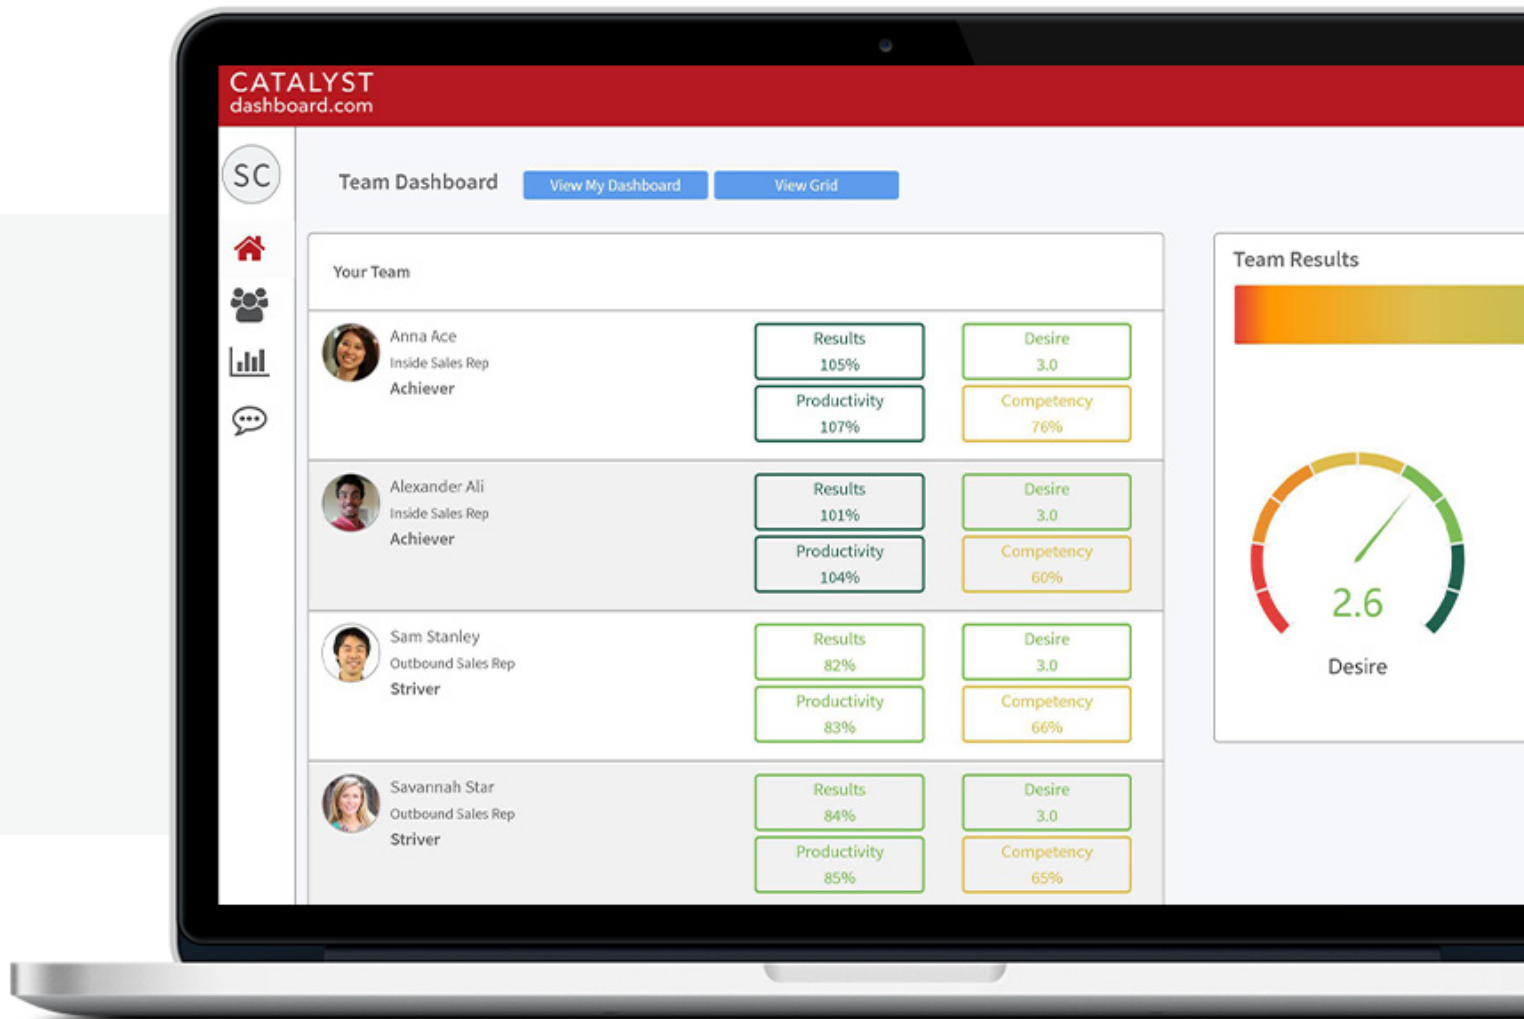 CATALYST
dashboard.com
SC
Team Dashboard
View My Dashboard
View Grid
Your Team
Anna Ace
Inside Sales Rep
Achiever
Results
105%
Desire
3.0
Productivity
107%
Competency
76%
Alexander Ali
Inside Sales Rep
Achiever
Results
101%
Desire
3.0
Productivity
104%
Competency
60%
Sam Stanley
Outbound Sales Rep
Striver
Results
82%
Desire
3.0
Productivity
83%
Competency
66%
Savannah Star
Outbound Sales Rep
Striver
Results
84%
Desire
3.0
Productivity
85%
Competency
65%
Team Results
2.6
Desire